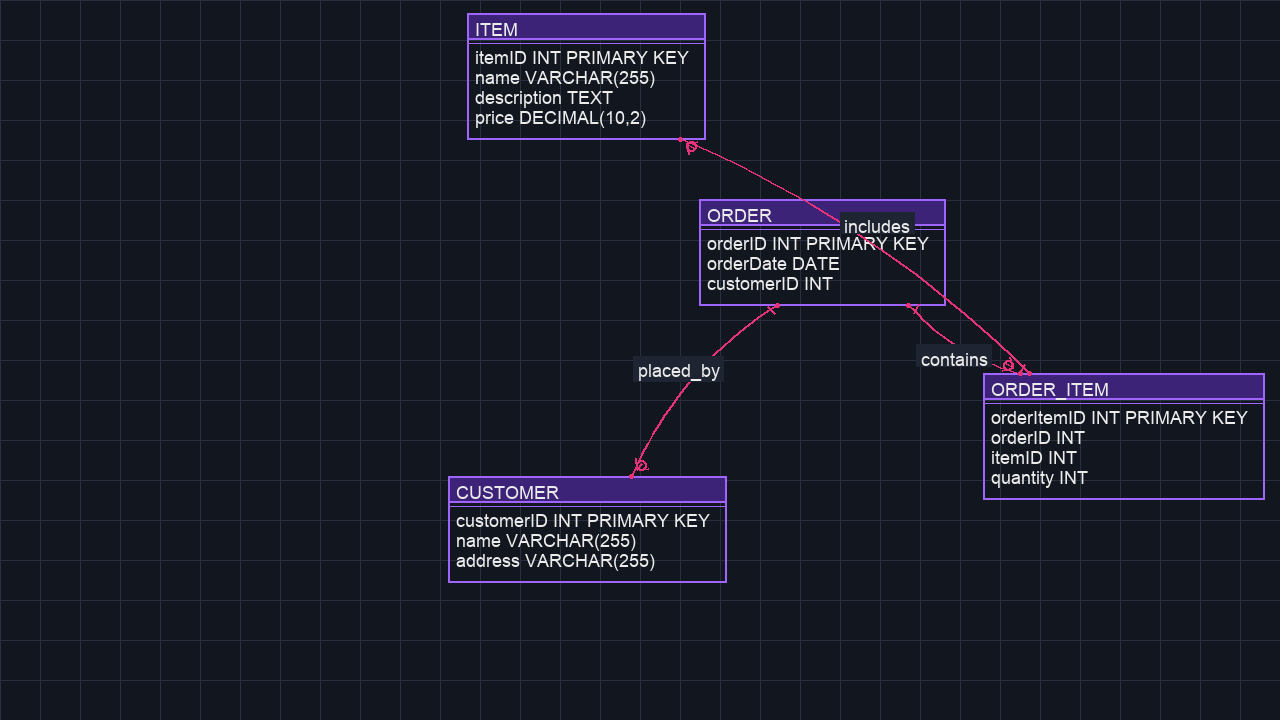 ITEM
itemID INT PRIMARY KEY
name VARCHAR(255)
description TEXT
price DECIMAL(10,2)
ORDER
includes
orderID INT PRIMARY KEY
orderDate DATE
customerID INT
contains
placed_by
ORDER_ITEM
orderItemID INT PRIMARY KEY
orderID INT
itemID INT
quantity INT
CUSTOMER
customerID INT PRIMARY KEY
name VARCHAR(255)
address VARCHAR(255)